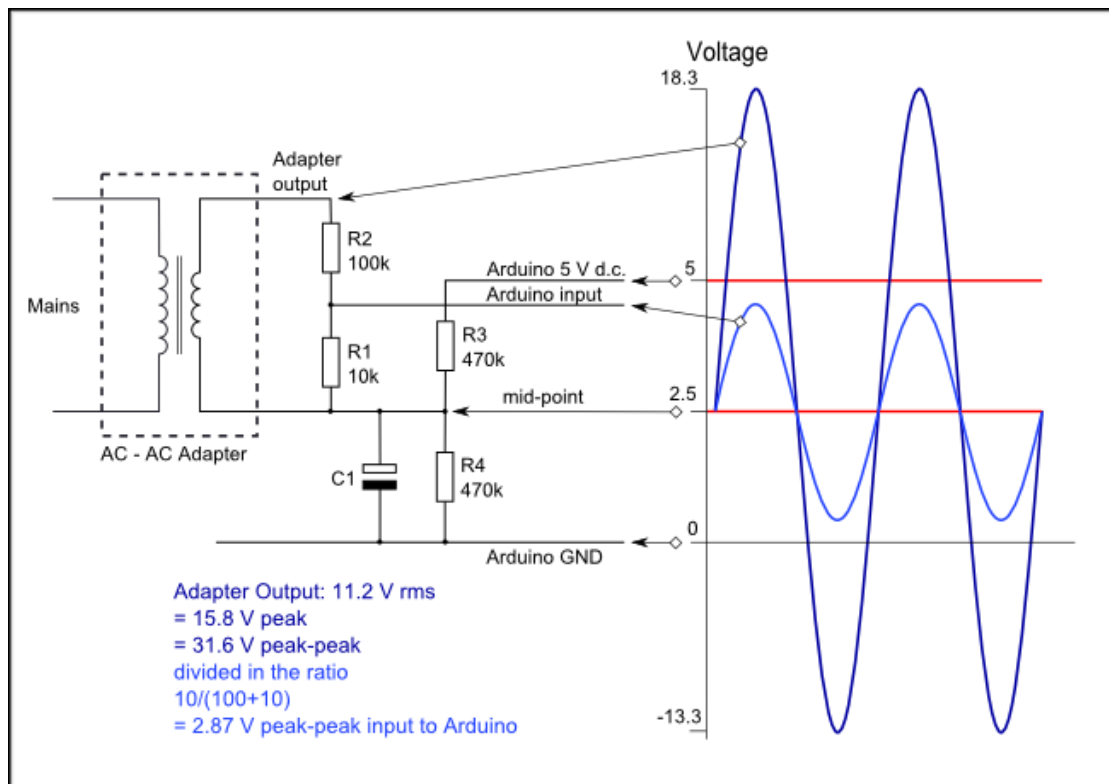 Voltage
18.3
Adapter
output
R2
100k
Arduino 5 V d.c.
5
Arduino input
Mains
R1
10k
R3
470k
mid-point
2.5
AC - AC Adapter
C1
R4
470k
0
Arduino GND
Adapter Output: 11.2 V rms
= 15.8 V peak
= 31.6 V peak-peak
divided in the ratio
10/(100+10)
= 2.87 V peak-peak input to Arduino
-13.3